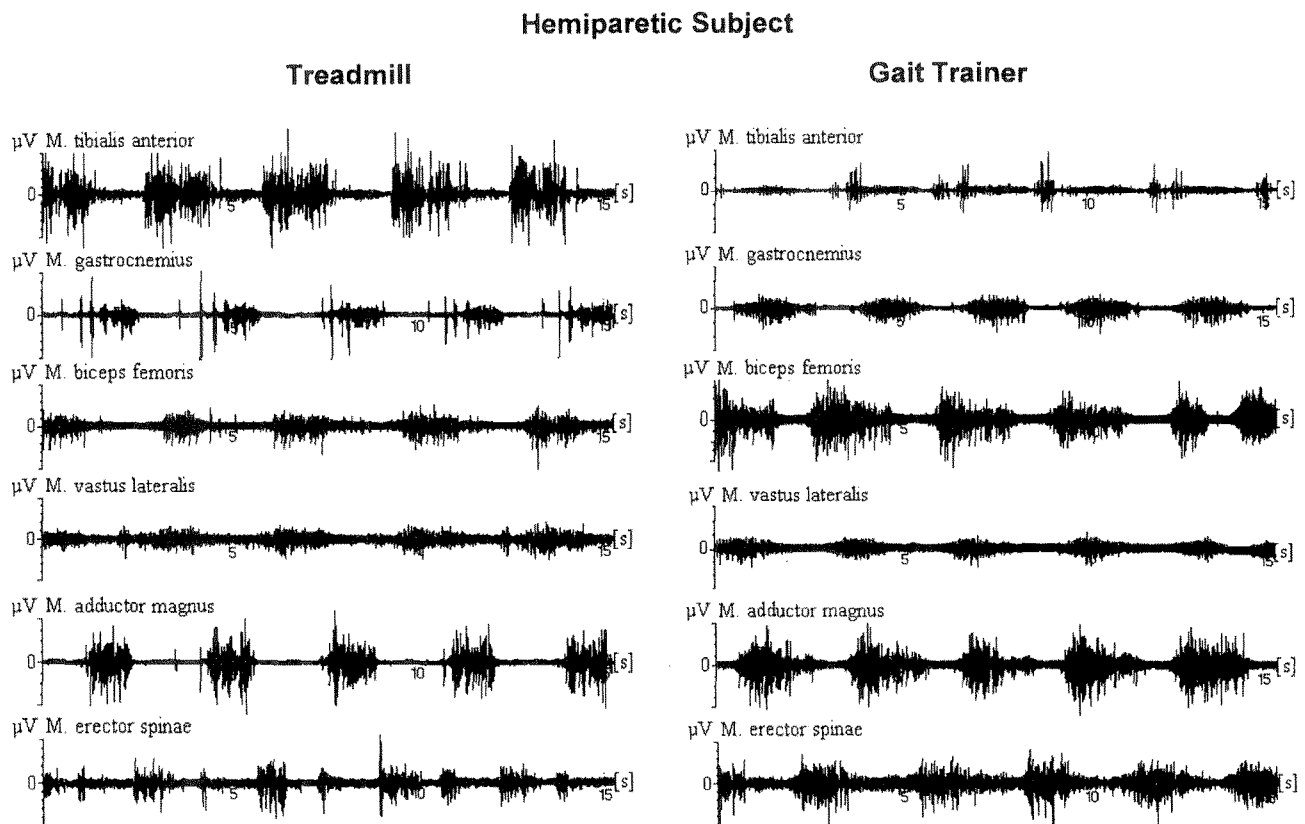 Hemiparetic Subject
Treadmill
Gait Trainer
µV M. tibialis anterior
0
5
15 [s]
µV M. gastrocnemius
0
10
15 [s]
µV M. biceps femoris
0
5
15 [s]
µV M. vastus lateralis
0
5
15 [s]
µV M. adductor magnus
0
10
[s]
µV M. erector spinae
0
5
10
15 [s]
µV M. tibialis anterior
0
5
10
[s]
µV M. gastrocnemius
0
5
15 [s]
µV M. biceps femoris
0
5
[s]
µV M. vastus lateralis
0
5
[s]
µV M. adductor magnus
0
15 [s]
µV M. erector spinae
0
5
10
[s]